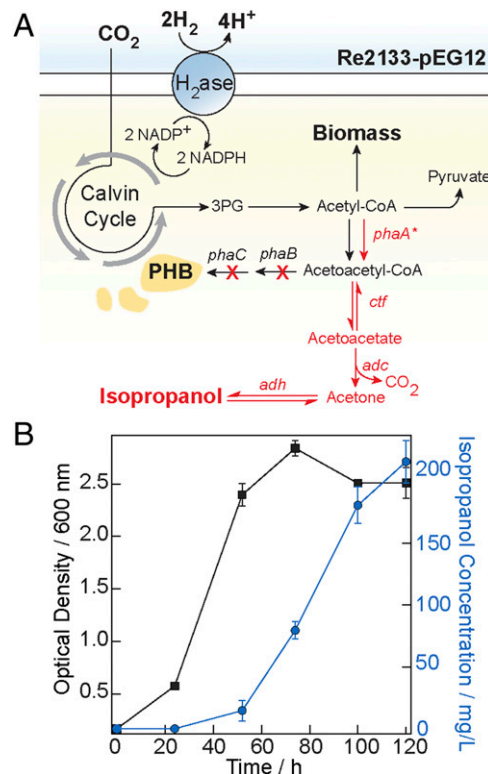 A
CO2
2H2
4H+
Re2133-pEG12
H2ase
2 NADP+
2 NADPH
Biomass
Calvin
Cycle
3PG
Acetyl-CoA
Pyruvate
phaA*
phaC
phaB
X
X
PHB
Acetoacetyl-CoA
ctf
Acetoacetate
adc
CO2
Isopropanol
adh
Acetone
B
Optical Density / 600 nm
2.5
2.0
1.5
1.0
0.5
200
150
100
50
0
Isopropanol Concentration / mg/L
0
20
40
60
80
100
120
Time / h